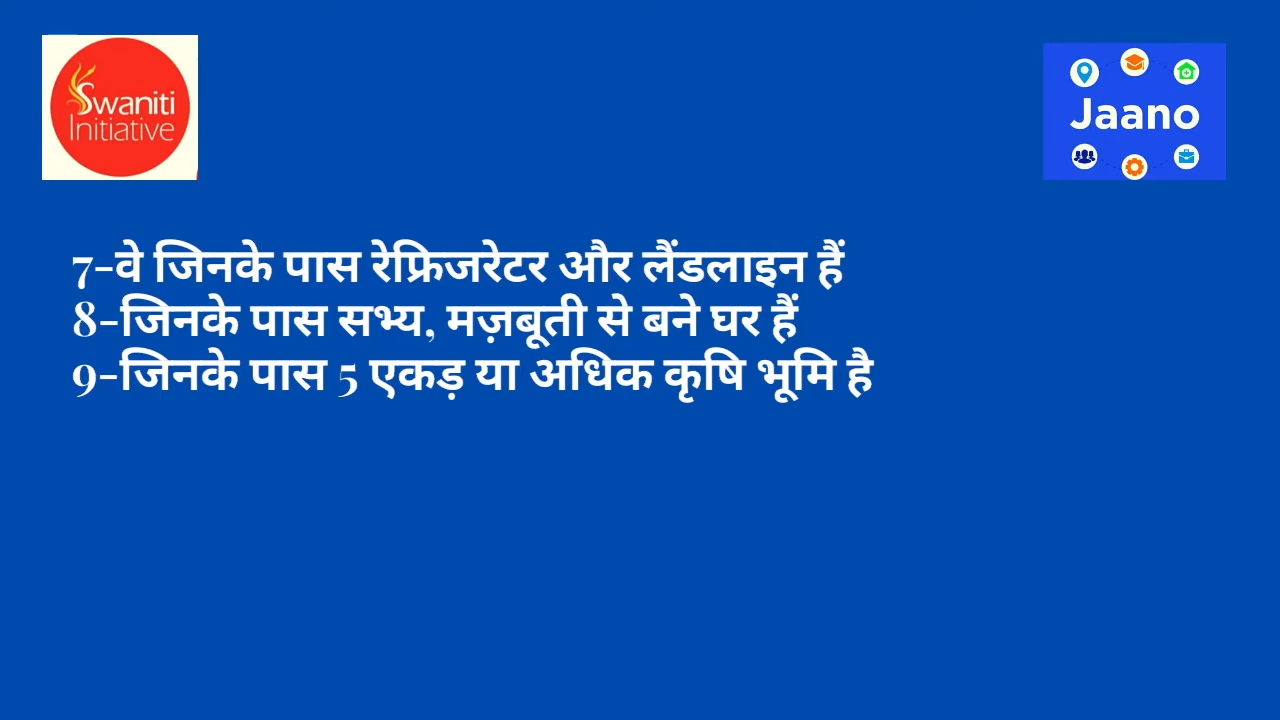 Swaniti
Initiative
Jaano
7-वे जिनके पास रेफ्रिजरेटर और लैंडलाइन हैं
8-जिनके पास सभ्य, मज़बूती से बने घर हैं
9-जिनके पास 5 एकड़ या अधिक कृषि भूमि है